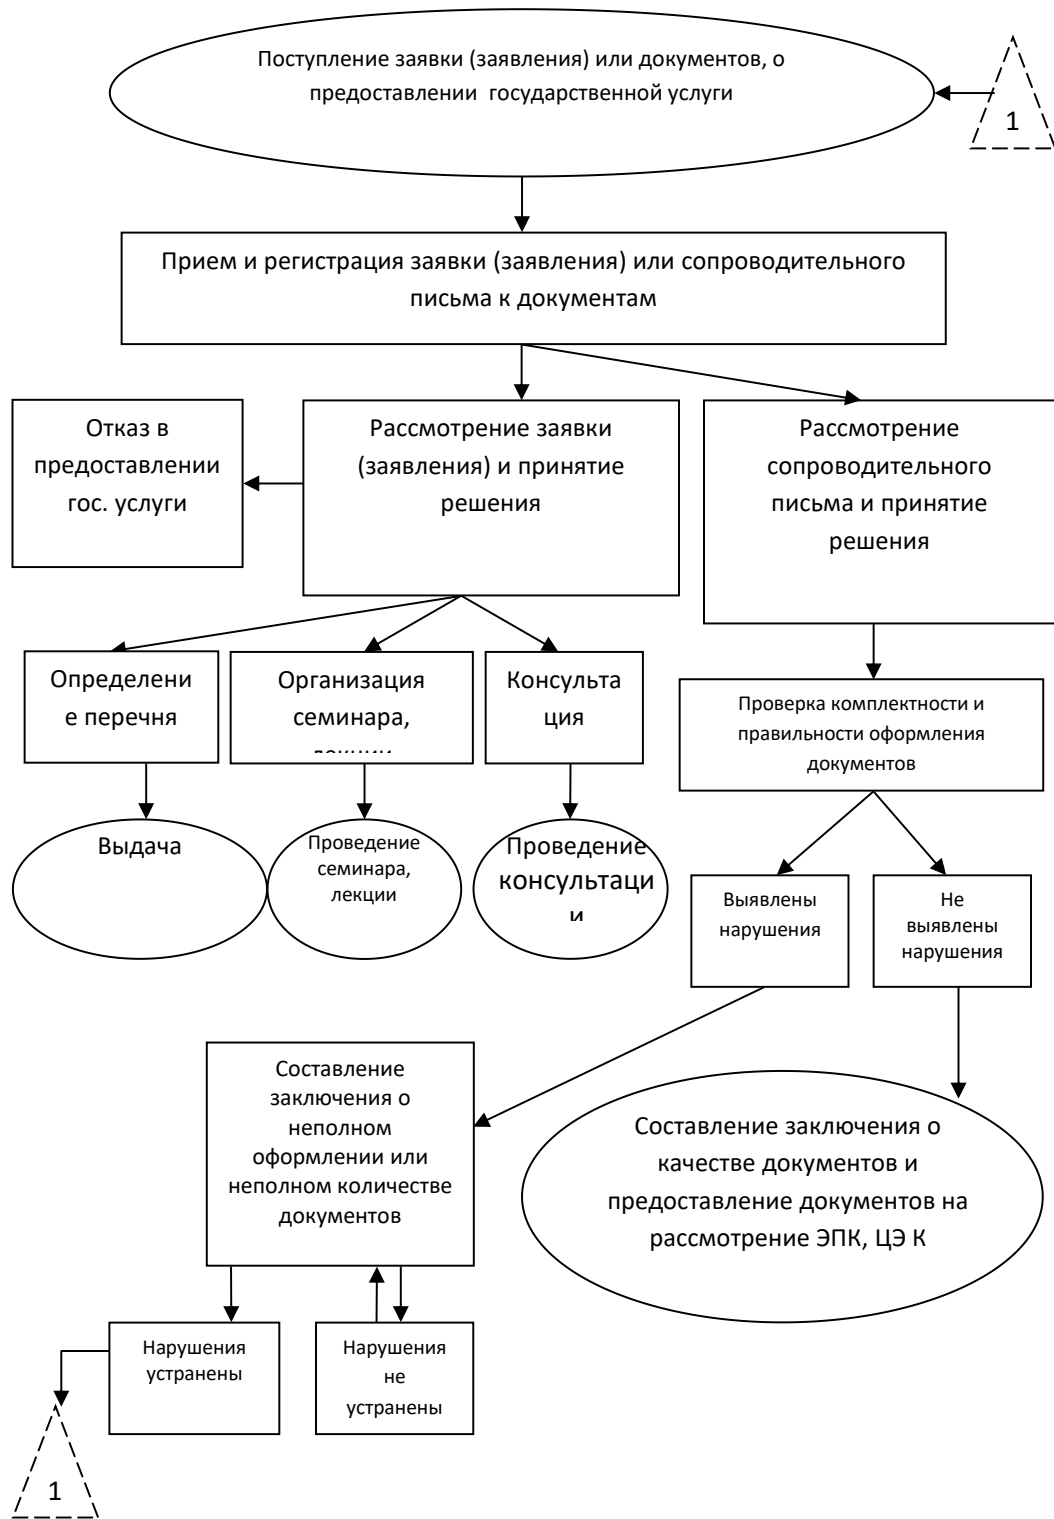 Поступление заявки (заявления) или документов, о
предоставлении государственной услуги
1
Прием и регистрация заявки (заявления) или сопроводительного
письма к документам
Отказ в
предоставлении
гос. услуги
Рассмотрение заявки
(заявления) и принятие
решения
Рассмотрение
сопроводительного
письма и принятие
решения
Определени
е перечня
Организация
семинара,
Консульта
ция
Проверка комплектности и
правильности оформления
документов
Выдача
Проведение
семинара,
лекции
Проведение
консультаци
и
Выявлены
нарушения
Не
выявлены
нарушения
Составление
заключения о
неполном
оформлении или
неполном количестве
документов
Составление заключения о
качестве документов и
предоставление документов на
рассмотрение ЭПК, ЦЭ К
Нарушения
устранены
Нарушения
не
устранены
1